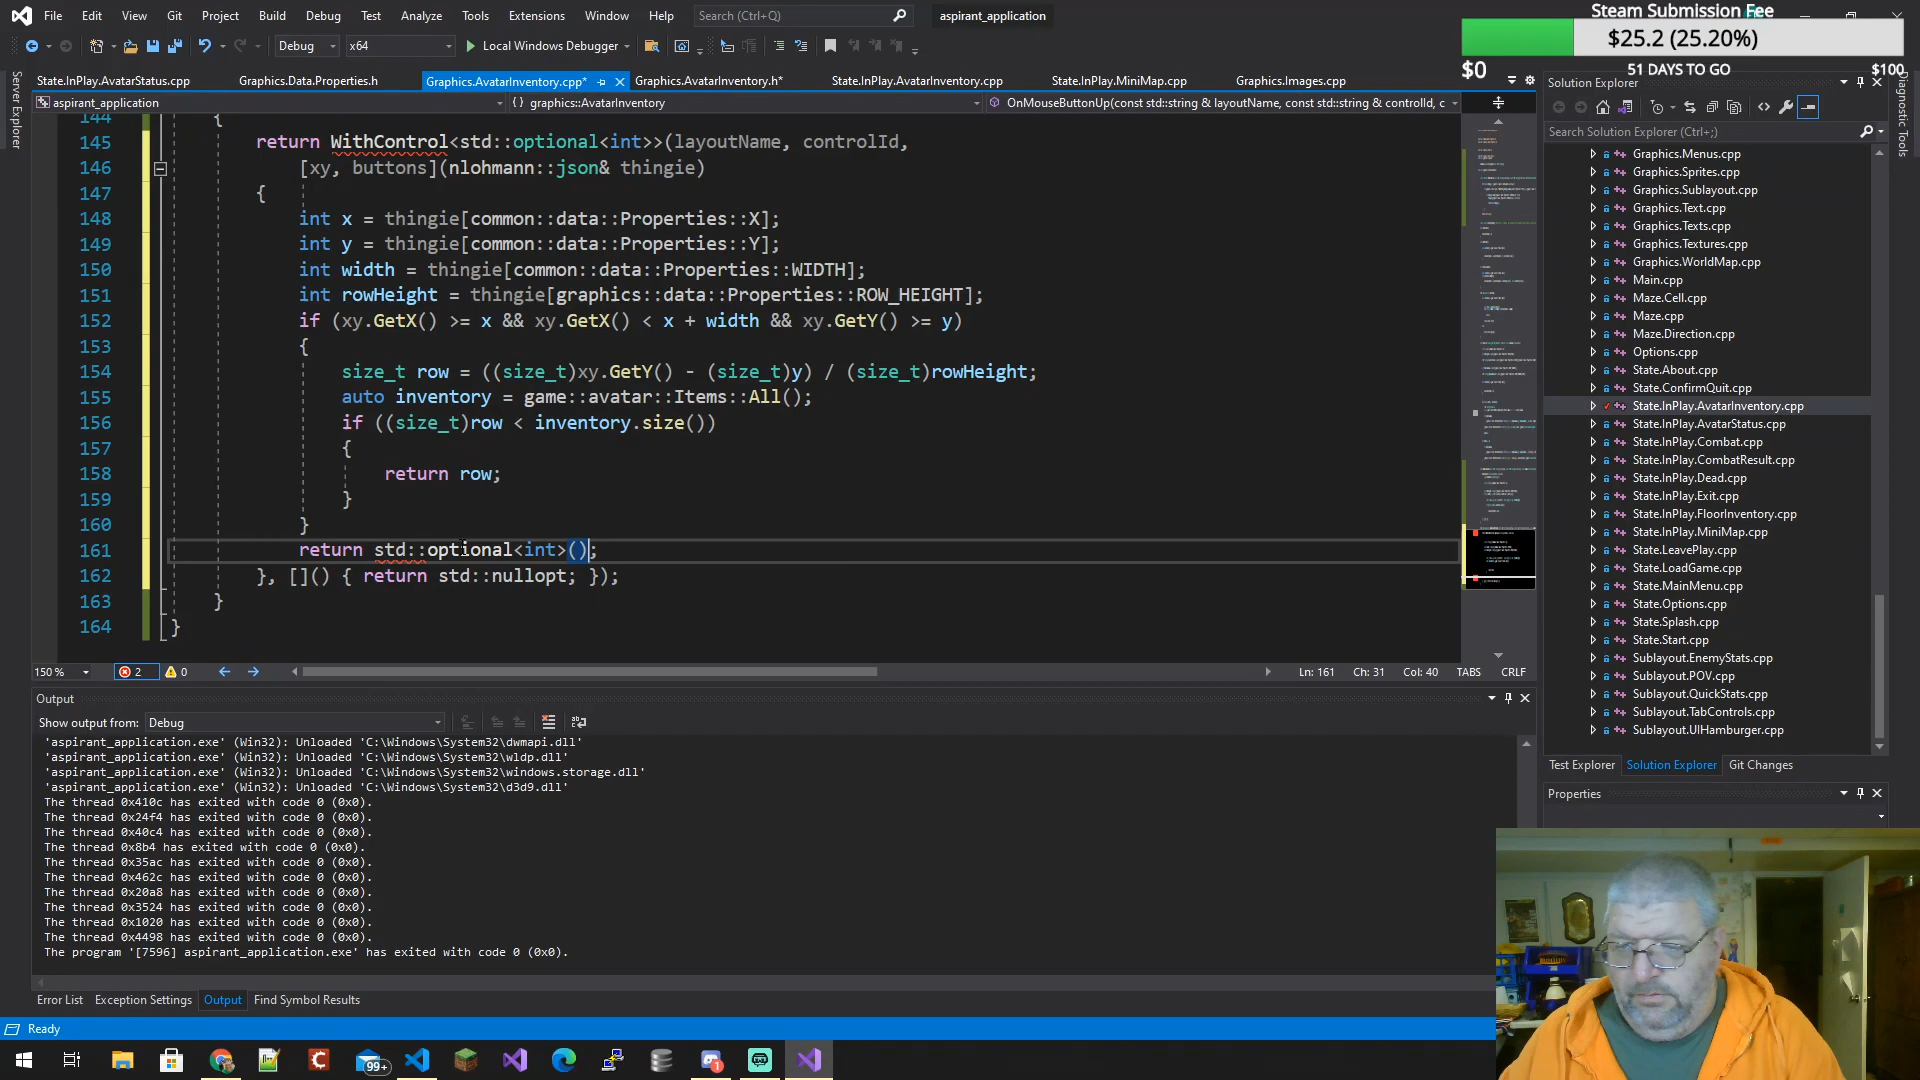 File Edit View Git Project Build Debug Test Analyze Tools Extensions Window Help Search (Ctrl+Q) aspirant_application
Steam Submission Fee
$25.2 (25.20%)
$0 51 DAYS TO GO $100
Debug x64 Local Windows Debugger
Server Explorer
State.InPlay.AvatarStatus.cpp Graphics.Data.Properties.h Graphics.AvatarInventory.cpp* Graphics.AvatarInventory.h* State.InPlay.AvatarInventory.cpp State.InPlay.MiniMap.cpp Graphics.Images.cpp
aspirant_application {} graphics::AvatarInventory OnMouseButtonUp(const std::string & layoutName, const std::string & controlId, c
144 {
145 return WithControl<std::optional<int>>(layoutName, controlId,
146 [xy, buttons](nlohmann::json& thingie)
147 {
148 int x = thingie[common::data::Properties::X];
149 int y = thingie[common::data::Properties::Y];
150 int width = thingie[common::data::Properties::WIDTH];
151 int rowHeight = thingie[graphics::data::Properties::ROW_HEIGHT];
152 if (xy.GetX() >= x && xy.GetX() < x + width && xy.GetY() >= y)
153 {
154 size_t row = ((size_t)xy.GetY() - (size_t)y) / (size_t)rowHeight;
155 auto inventory = game::avatar::Items::All();
156 if ((size_t)row < inventory.size())
157 {
158 return row;
159 }
160 }
161 return std::optional<int>();
162 }, []() { return std::nullopt; });
163 }
164 }
150 % 2 0 Ln: 161 Ch: 31 Col: 40 TABS CRLF
Output
Show output from: Debug
'aspirant_application.exe' (Win32): Unloaded 'C:\Windows\System32\dwmapi.dll'
'aspirant_application.exe' (Win32): Unloaded 'C:\Windows\System32\wldp.dll'
'aspirant_application.exe' (Win32): Unloaded 'C:\Windows\System32\windows.storage.dll'
'aspirant_application.exe' (Win32): Unloaded 'C:\Windows\System32\d3d9.dll'
The thread 0x410c has exited with code 0 (0x0).
The thread 0x24f4 has exited with code 0 (0x0).
The thread 0x40c4 has exited with code 0 (0x0).
The thread 0x8b4 has exited with code 0 (0x0).
The thread 0x35ac has exited with code 0 (0x0).
The thread 0x462c has exited with code 0 (0x0).
The thread 0x20a8 has exited with code 0 (0x0).
The thread 0x3524 has exited with code 0 (0x0).
The thread 0x1020 has exited with code 0 (0x0).
The thread 0x4498 has exited with code 0 (0x0).
The program '[7596] aspirant_application.exe' has exited with code 0 (0x0).
Error List Exception Settings Output Find Symbol Results
Ready
Solution Explorer
Search Solution Explorer (Ctrl+;)
Graphics.Menus.cpp
Graphics.Sprites.cpp
Graphics.Sublayout.cpp
Graphics.Text.cpp
Graphics.Texts.cpp
Graphics.Textures.cpp
Graphics.WorldMap.cpp
Main.cpp
Maze.Cell.cpp
Maze.cpp
Maze.Direction.cpp
Options.cpp
State.About.cpp
State.ConfirmQuit.cpp
State.InPlay.AvatarInventory.cpp
State.InPlay.AvatarStatus.cpp
State.InPlay.Combat.cpp
State.InPlay.CombatResult.cpp
State.InPlay.Dead.cpp
State.InPlay.Exit.cpp
State.InPlay.FloorInventory.cpp
State.InPlay.MiniMap.cpp
State.LeavePlay.cpp
State.LoadGame.cpp
State.MainMenu.cpp
State.Options.cpp
State.Splash.cpp
State.Start.cpp
Sublayout.EnemyStats.cpp
Sublayout.POV.cpp
Sublayout.QuickStats.cpp
Sublayout.TabControls.cpp
Sublayout.UIHamburger.cpp
Test Explorer Solution Explorer Git Changes
Properties
Diagnostic Tools
99+
1